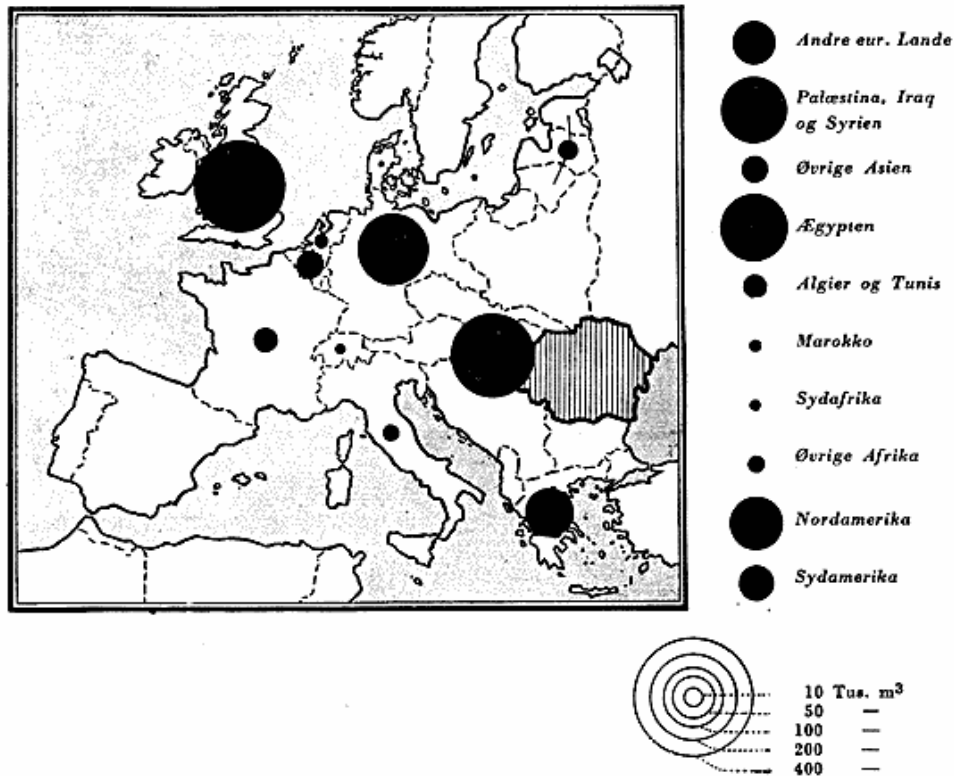 Andre eur. Lande
Palæstina, Iraq
og Syrien
Øvrige Asien
Ægypten
Algier og Tunis
Marokko
Sydafrika
Øvrige Afrika
Nordamerika
Sydamerika
10 Tus. m³
50 —
100 —
200 —
400 —